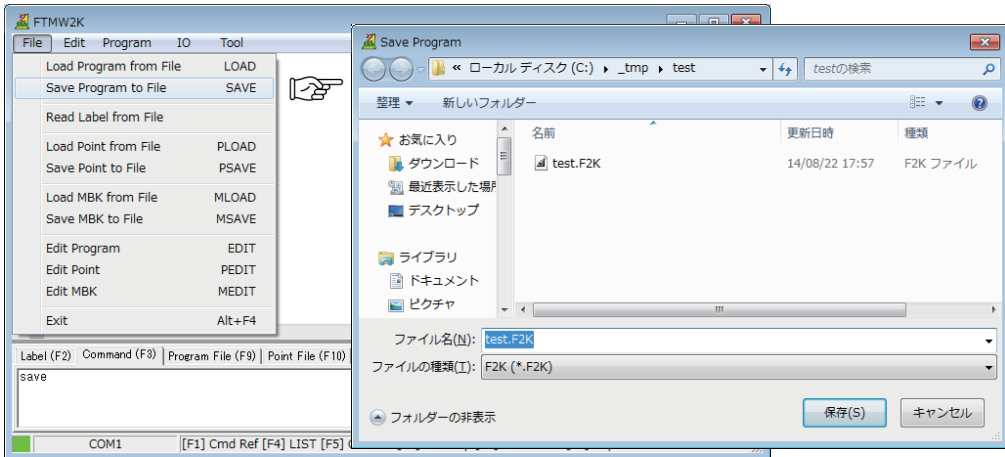 FTMW2K
File Edit Program IO Tool
Load Program from File LOAD
Save Program to File SAVE
Read Label from File
Load Point from File PLOAD
Save Point to File PSAVE
Load MBK from File MLOAD
Save MBK to File MSAVE
Edit Program EDIT
Edit Point PEDIT
Edit MBK MEDIT
Exit Alt+F4
Label (F2) Command (F3) Program File (F9) Point File (F10)
save
COM1 [F1] Cmd Ref [F4] LIST [F5]
Save Program
« ローカル ディスク (C:) ▸ _tmp ▸ test
testの検索
整理 ▼ 新しいフォルダー
お気に入り
ダウンロード
最近表示した場所
デスクトップ
ライブラリ
ドキュメント
ピクチャ
名前 更新日時 種類
test.F2K 14/08/22 17:57 F2K ファイル
ファイル名(N): test.F2K
ファイルの種類(T): F2K (*.F2K)
フォルダーの非表示
保存(S) キャンセル